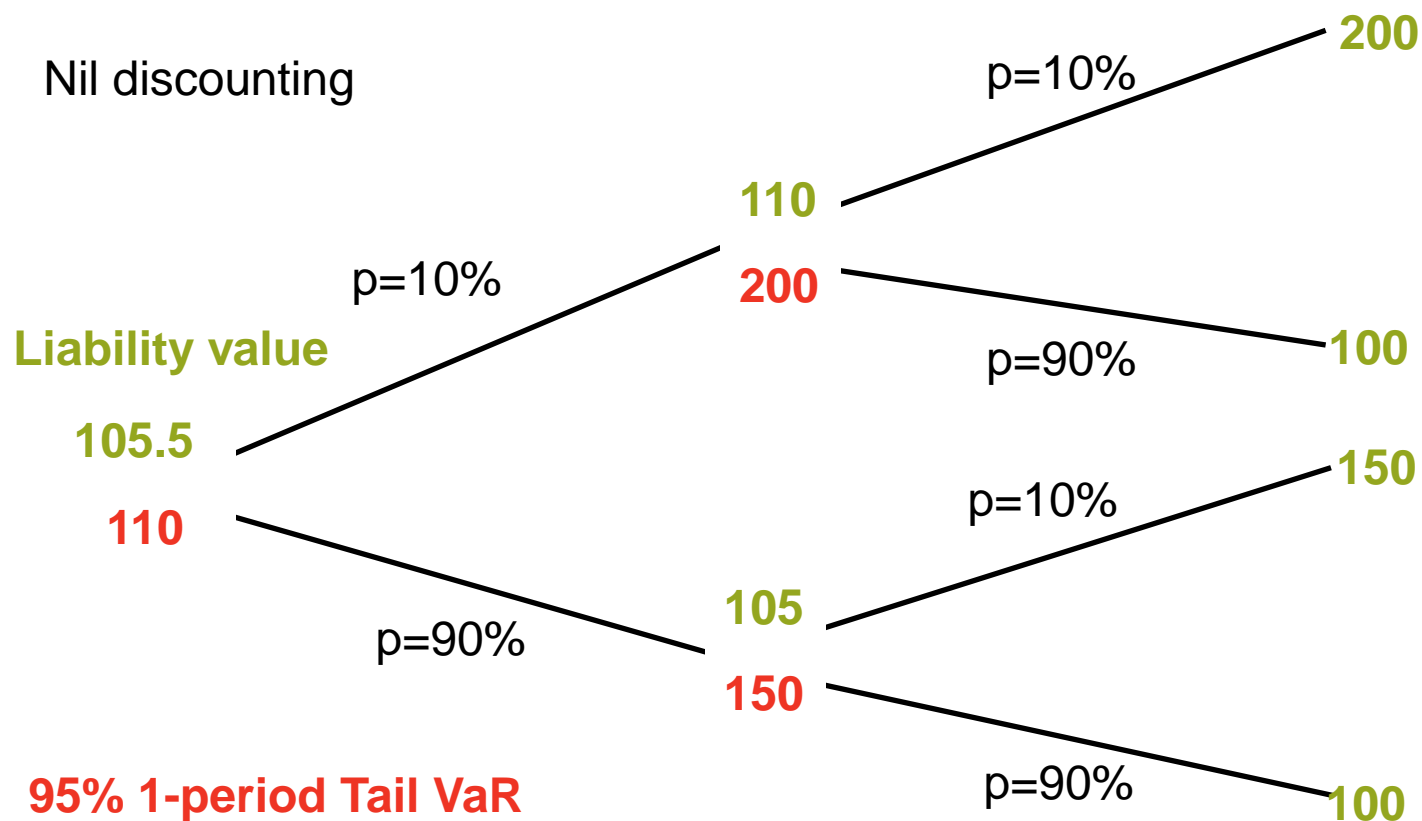 200
Nil discounting
p=10%
110
p=10%
200
Liability value
p=90%
100
105.5
150
p=10%
110
105
p=90%
150
p=90%
95% 1-period Tail VaR
100